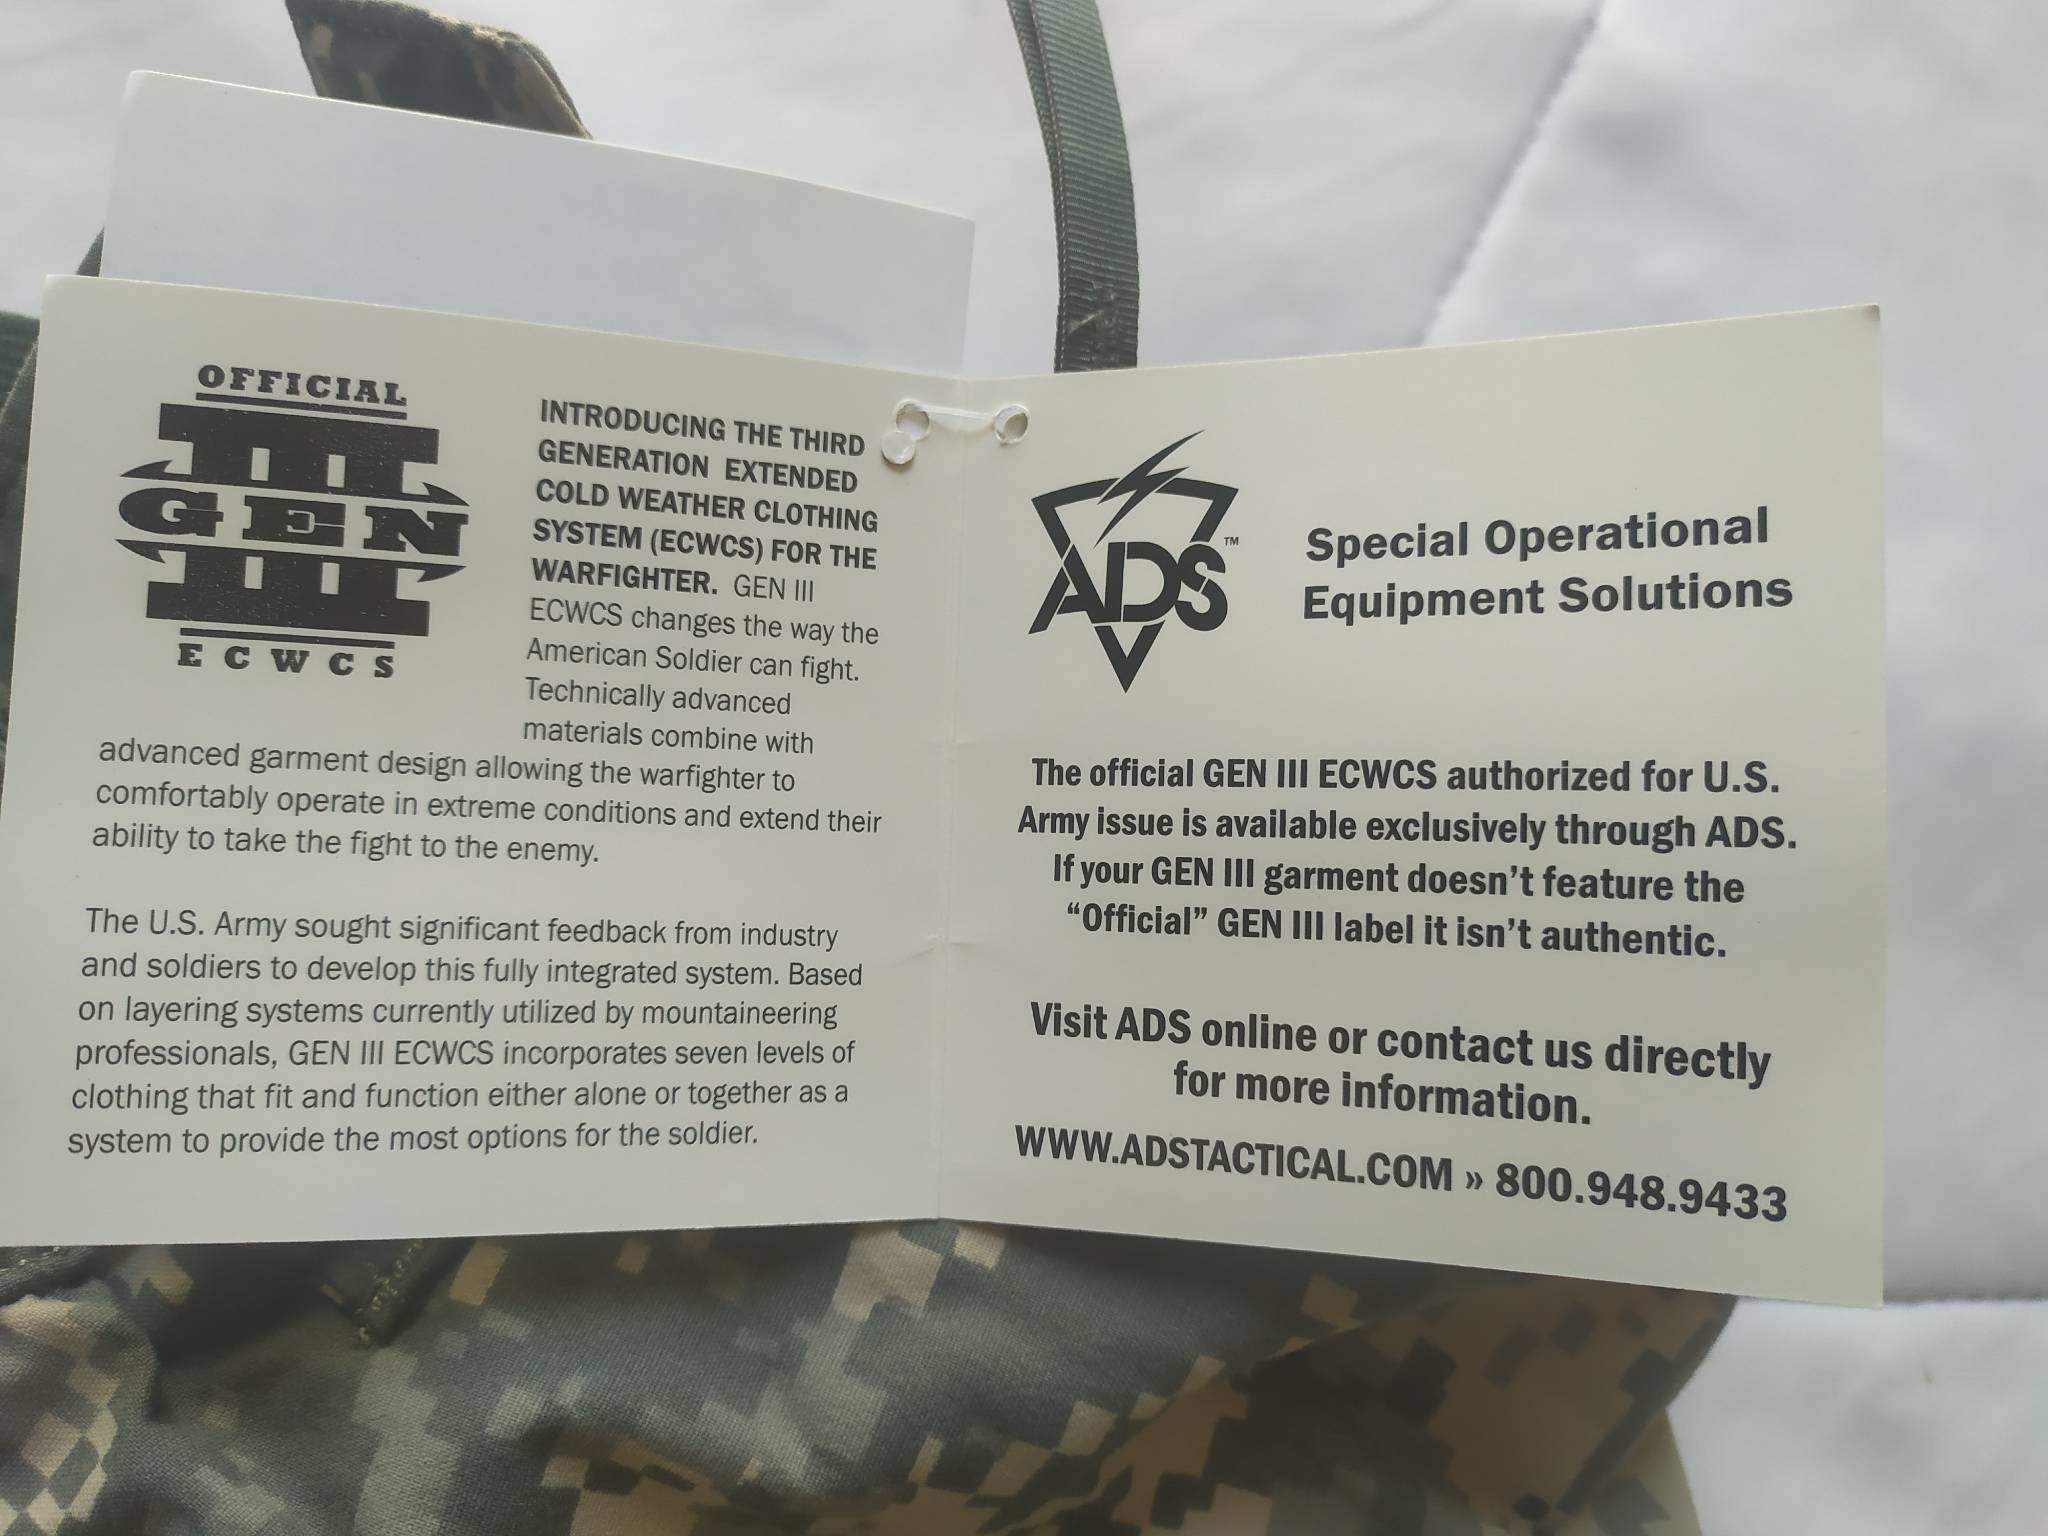 OFFICIAL
III
GEN
III
ECWCS
INTRODUCING THE THIRD
GENERATION EXTENDED
COLD WEATHER CLOTHING
SYSTEM (ECWCS) FOR THE
WARFIGHTER. GEN III
ECWCS changes the way the
American Soldier can fight.
Technically advanced
materials combine with
advanced garment design allowing the warfighter to
comfortably operate in extreme conditions and extend their
ability to take the fight to the enemy.
The U.S. Army sought significant feedback from industry
and soldiers to develop this fully integrated system. Based
on layering systems currently utilized by mountaineering
professionals, GEN III ECWCS incorporates seven levels of
clothing that fit and function either alone or together as a
system to provide the most options for the soldier.
ADS™
Special Operational
Equipment Solutions
The official GEN III ECWCS authorized for U.S.
Army issue is available exclusively through ADS.
If your GEN III garment doesn't feature the
“Official” GEN III label it isn't authentic.
Visit ADS online or contact us directly
for more information.
WWW.ADSTACTICAL.COM » 800.948.9433